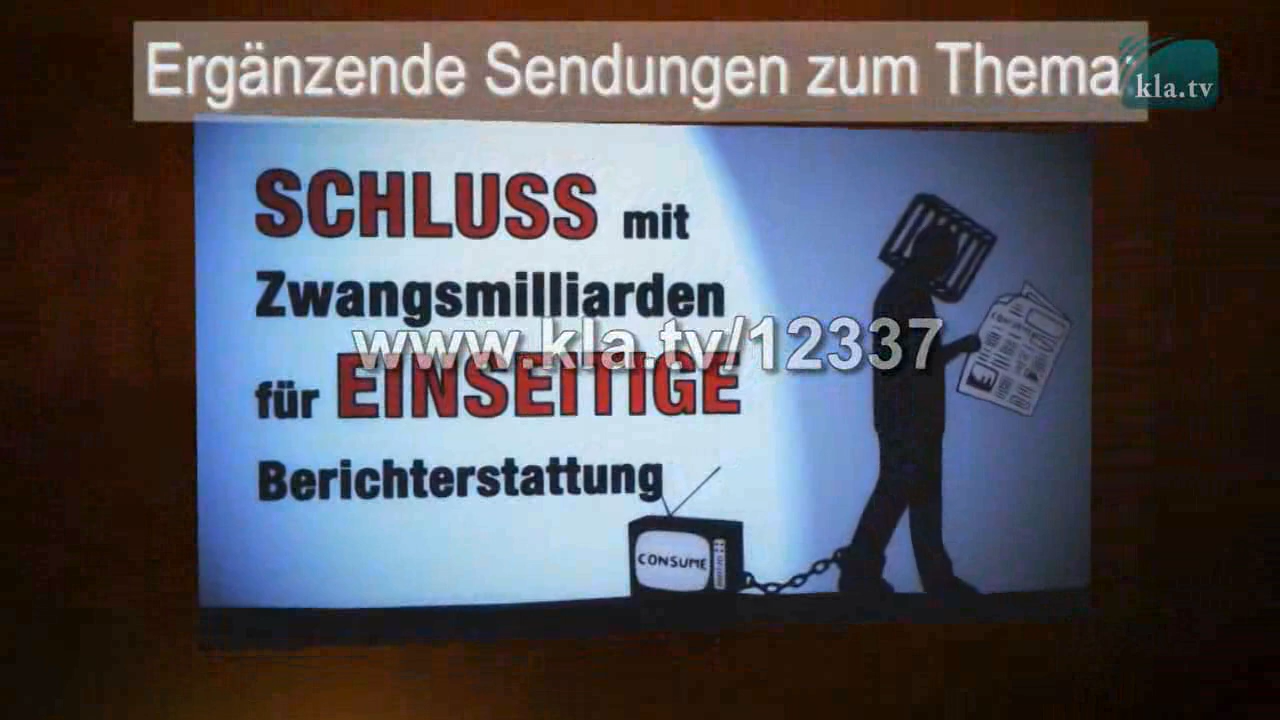 Ergänzende Sendungen zum Thema:
kla.tv
SCHLUSS mit
Zwangsmilliarden
www.kla.tv/12337
für EINSEITIGE
Berichterstattung
CONSUME